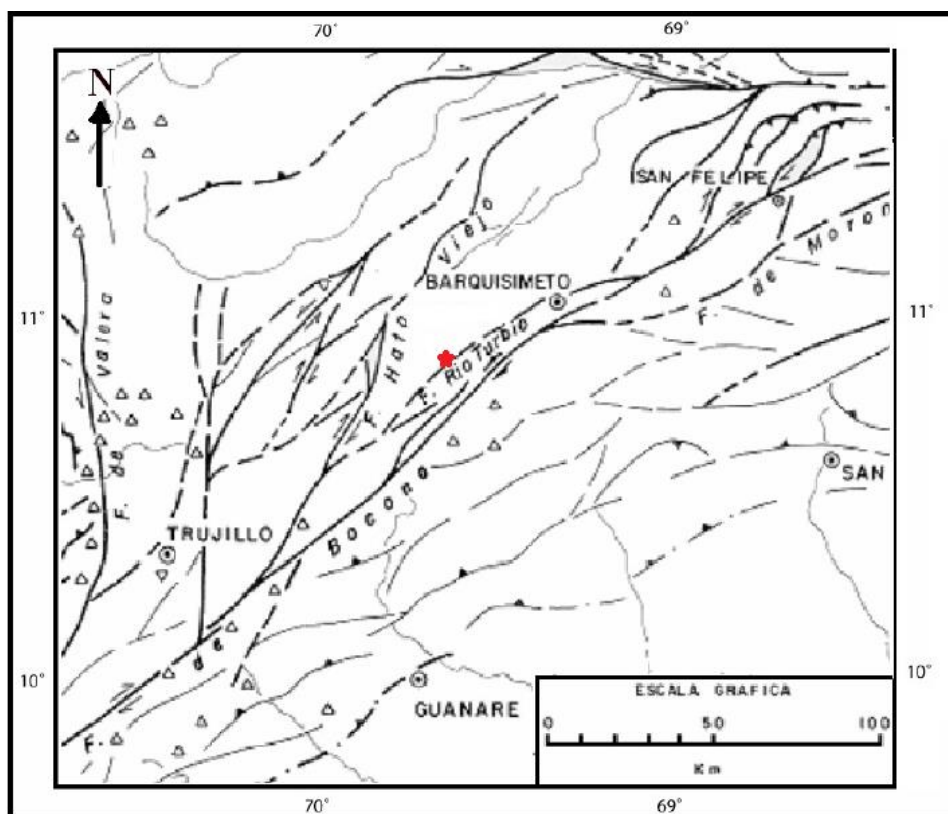 70°
69°
N
SAN FELIPE
F. de Moron
Viejo
BARQUISIMETO
11°
11°
F. de Valera
F. Hato
F. Rio Turbio
SAN
TRUJILLO
Bocono
de
F.
10°
10°
GUANARE
ESCALA GRAFICA
0 50 100
Km
70°
69°